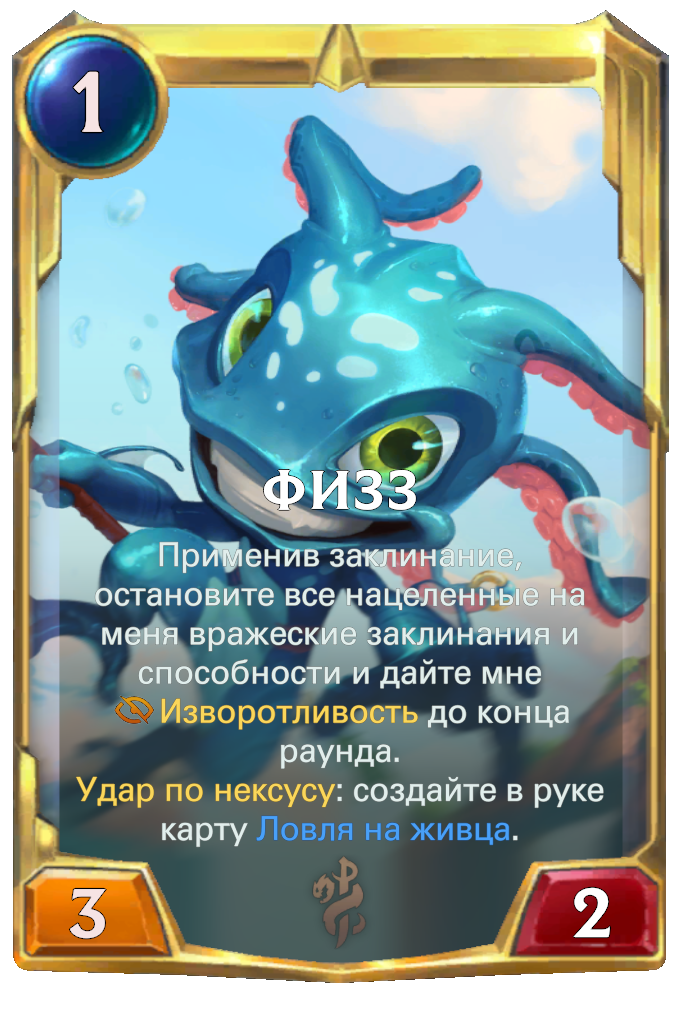 1
ФИЗЗ
Применив заклинание,
остановите все нацеленные на
меня вражеские заклинания и
способности и дайте мне
Изворотливость до конца
раунда.
Удар по нексусу: создайте в руке
карту Ловля на живца.
3
2